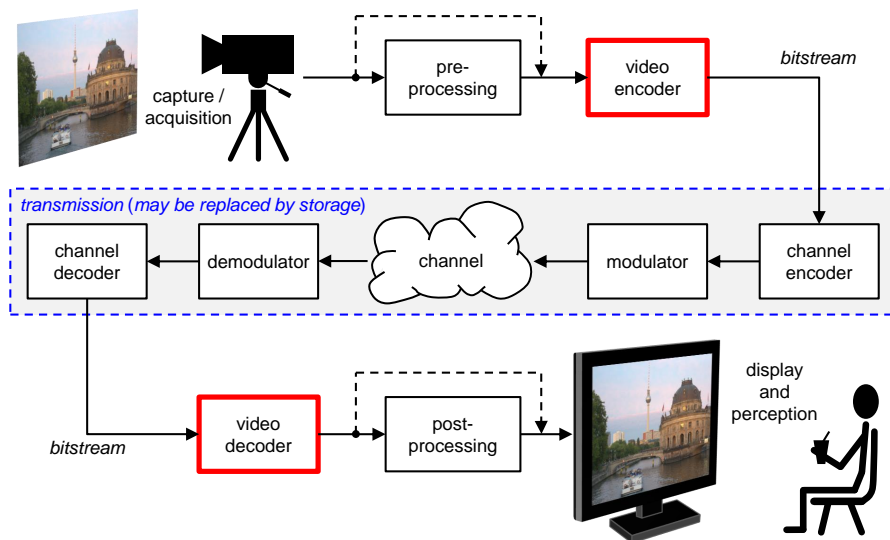 capture /
acquisition
pre-
processing
video
encoder
bitstream
transmission (may be replaced by storage)
channel
decoder
demodulator
channel
modulator
channel
encoder
bitstream
video
decoder
post-
processing
display
and
perception